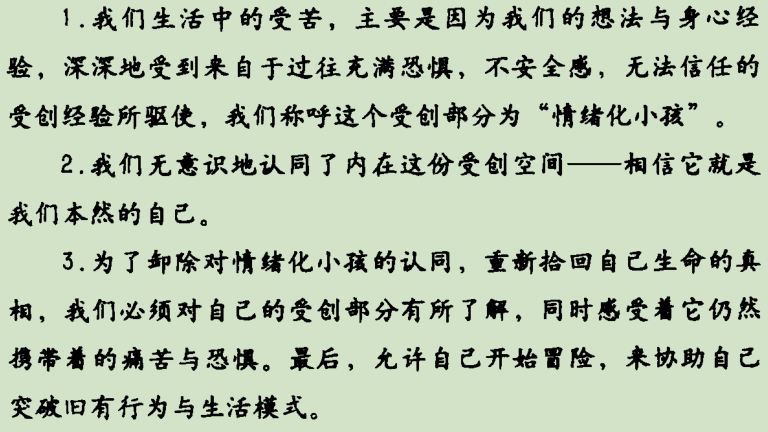 1.我们生活中的受苦，主要是因为我们的想法与身心经
验，深深地受到来自于过往充满恐惧，不安全感，无法信任的
受创经验所驱使，我们称呼这个受创部分为“情绪化小孩”。
2.我们无意识地认同了内在这份受创空间——相信它就是
我们本然的自己。
3.为了卸除对情绪化小孩的认同，重新拾回自己生命的真
相，我们必须对自己的受创部分有所了解，同时感受着它仍然
携带着的痛苦与恐惧。最后，允许自己开始冒险，来协助自己
突破旧有行为与生活模式。